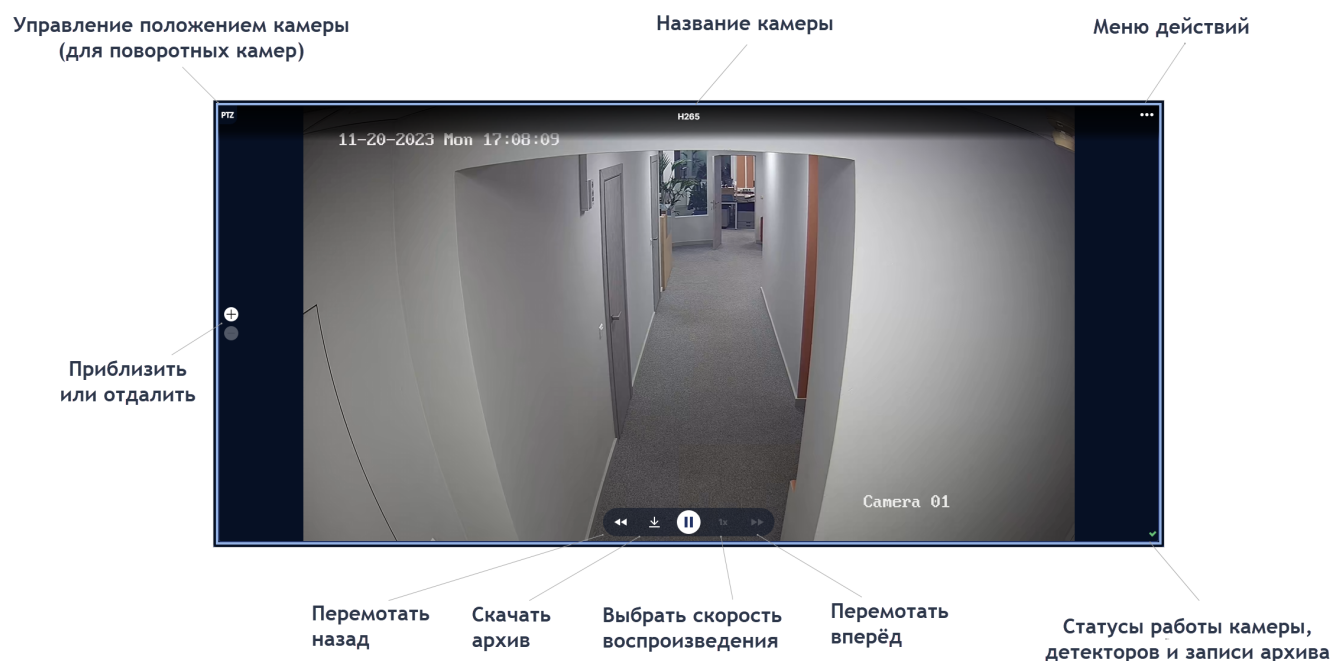 Управление положением камеры
(для поворотных камер)
Название камеры
Меню действий
PTZ
H265
11-20-2023 Mon 17:08:09
Приблизить
или отдалить
Camera 01
1x
Перемотать
назад
Скачать
архив
Выбрать скорость
воспроизведения
Перемотать
вперёд
Статусы работы камеры,
детекторов и записи архива